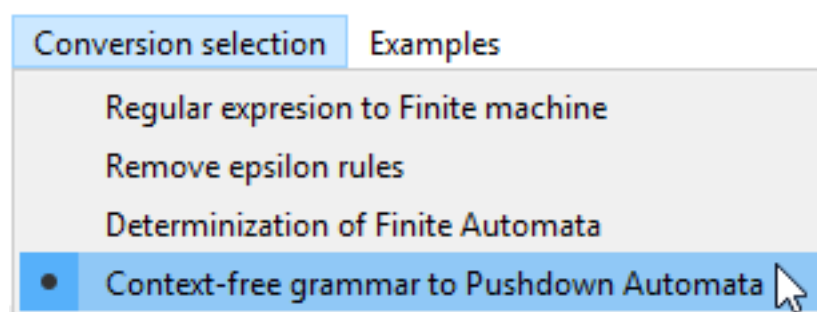 Conversion selection Examples
Regular expresion to Finite machine
Remove epsilon rules
Determinization of Finite Automata
Context-free grammar to Pushdown Automata